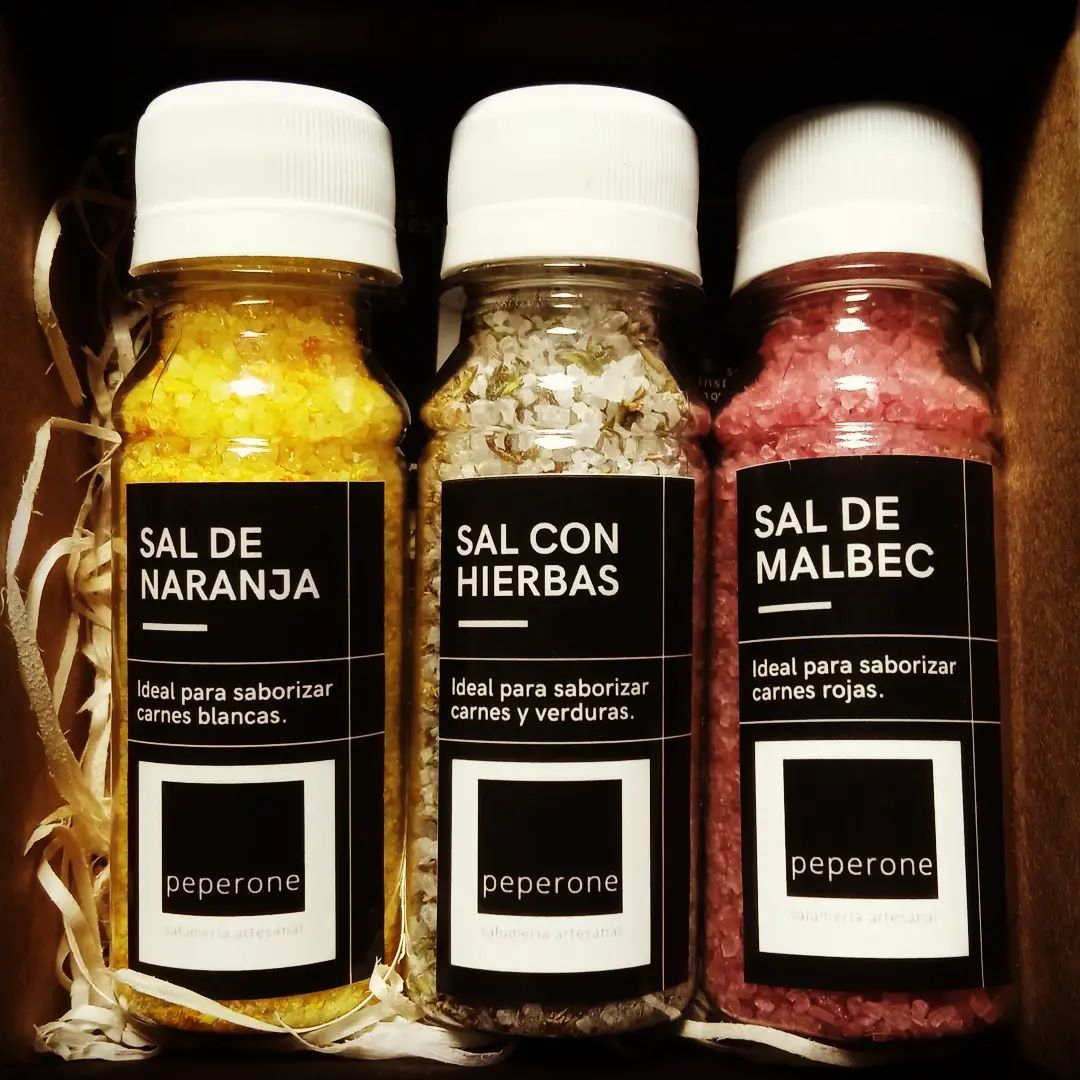 SAL DE
NARANJA
Ideal para saborizar
carnes blancas.
peperone
salumeria artesanal
SAL CON
HIERBAS
Ideal para saborizar
carnes y verduras.
peperone
salumeria artesanal
SAL DE
MALBEC
Ideal para saborizar
carnes rojas.
peperone
salumeria artesanal